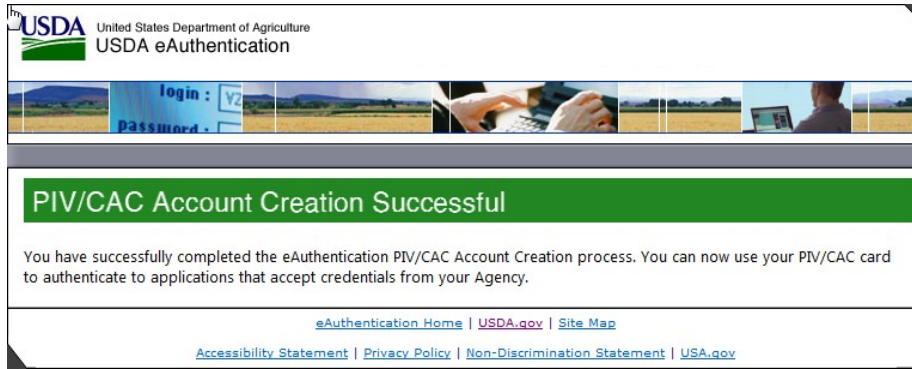 USDA United States Department of Agriculture
USDA eAuthentication
login :
password :
PIV/CAC Account Creation Successful
You have successfully completed the eAuthentication PIV/CAC Account Creation process. You can now use your PIV/CAC card
to authenticate to applications that accept credentials from your Agency.
eAuthentication Home | USDA.gov | Site Map
Accessibility Statement | Privacy Policy | Non-Discrimination Statement | USA.gov